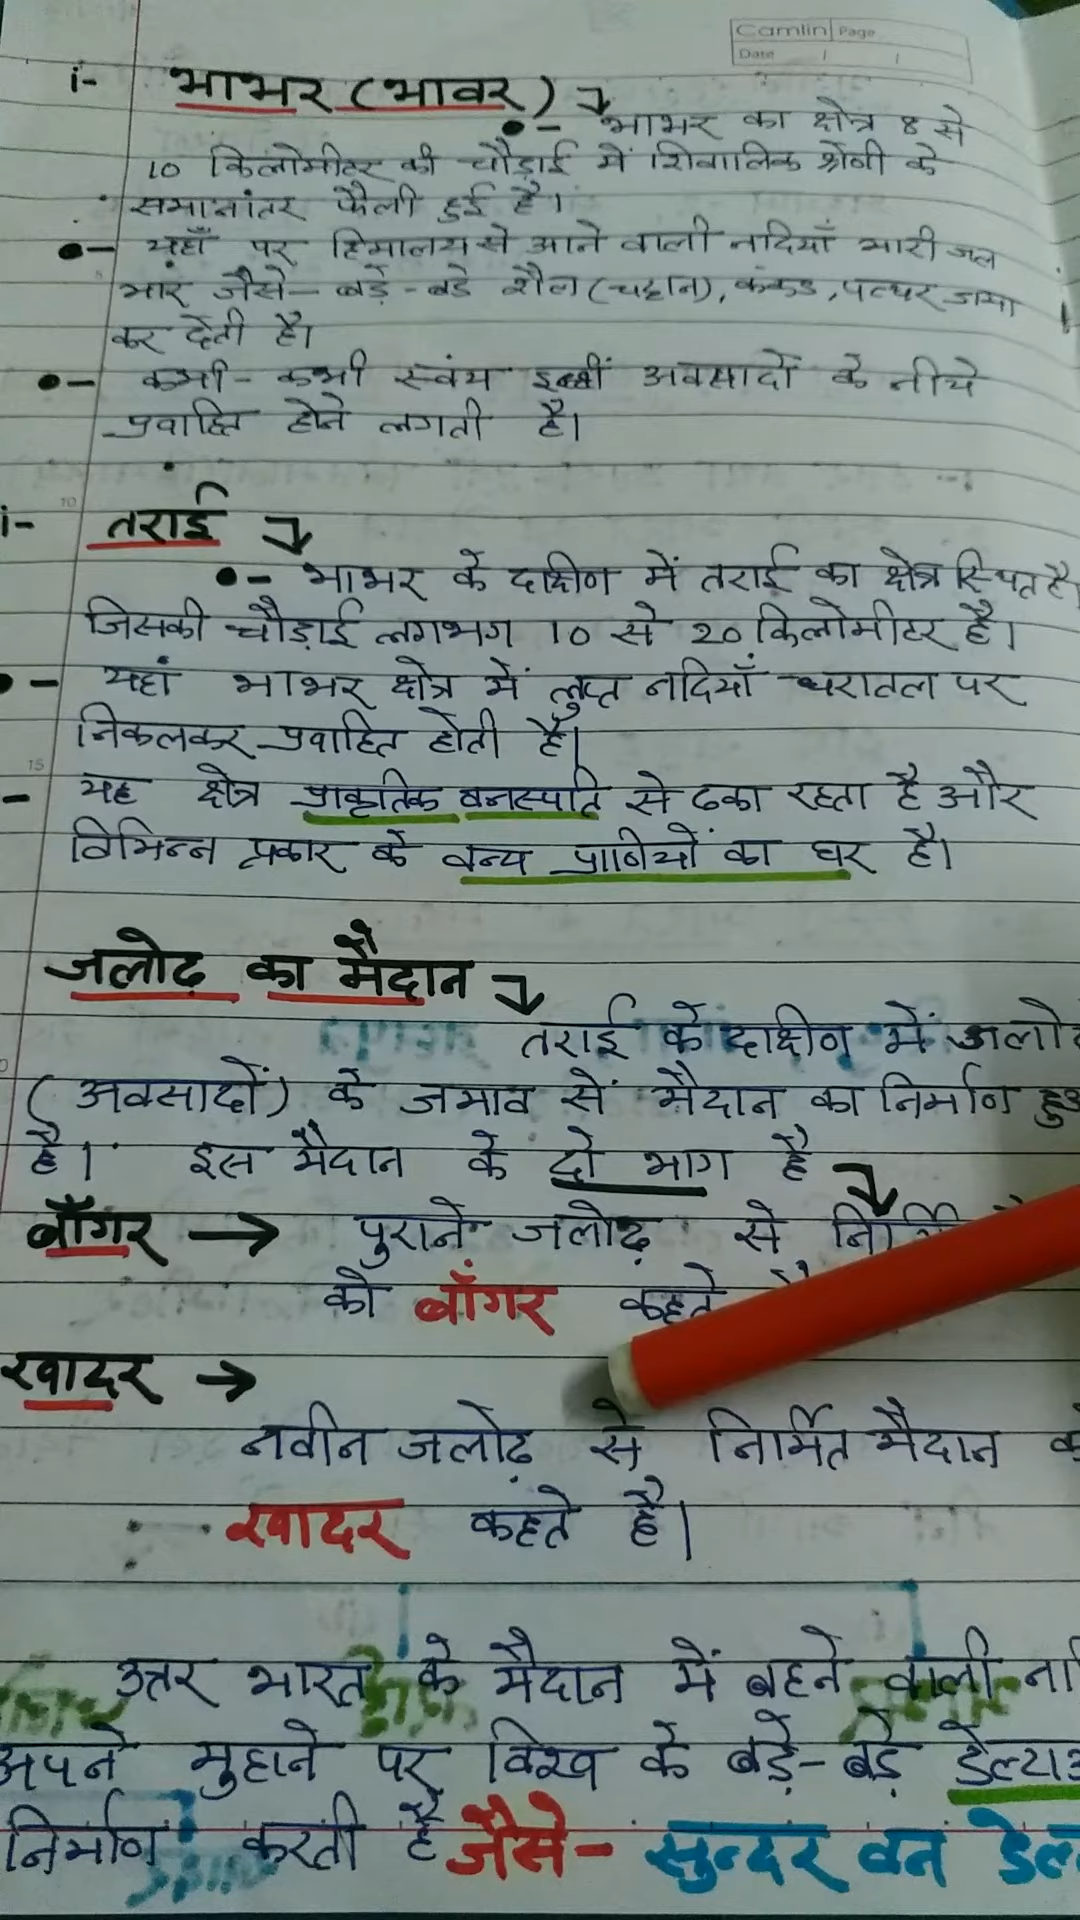 Camlin Page
Date / /
i- भाभर (भावर) →
•- भाभर का क्षेत्र 8 से
10 किलोमीटर की चौड़ाई में शिवालिक श्रेणी के
समानांतर फैली हुई है।
•- यहाँ पर हिमालय से आने वाली नदियाँ भारी जल
भार जैसे- बड़े-बडे शैल (चट्टान), कंकड, पत्थर जमा
कर देती है।
•- कभी-कभी स्वंय इन्हीं अवसादों के नीचे
प्रवाहित होने लगती है।
10
i- तराई →
•- भाभर के दाक्षीण में तराई का क्षेत्र स्थित है
जिसकी चौड़ाई लगभग 10 से 20 किलोमीटर है।
•- यहां भाभर क्षेत्र में लुप्त नदियाँ धरातल पर
निकलकर प्रवाहित होती है।
15
- यह क्षेत्र प्राकृतिक वनस्पति से ढका रहता है और
विभिन्न प्रकार के वन्य प्राणियों का घर है।
जलोढ़ का मैदान →
तराई के दाक्षीण में
(अवसादों) के जमाव सें मैदान का निर्माण
है। इस मैदान के दो भाग है →
बाँगर → पुराने जलोढ़ से
को बाँगर कहते
खादर →
नवीन जलोढ़ से निर्मित मैदान
खादर कहते है।
उत्तर भारत के मैदान में बहने वाली
अपने मुहाने पर विश्व के बड़े-बड़े
निर्माण करती है जैसे- सुन्दर वन